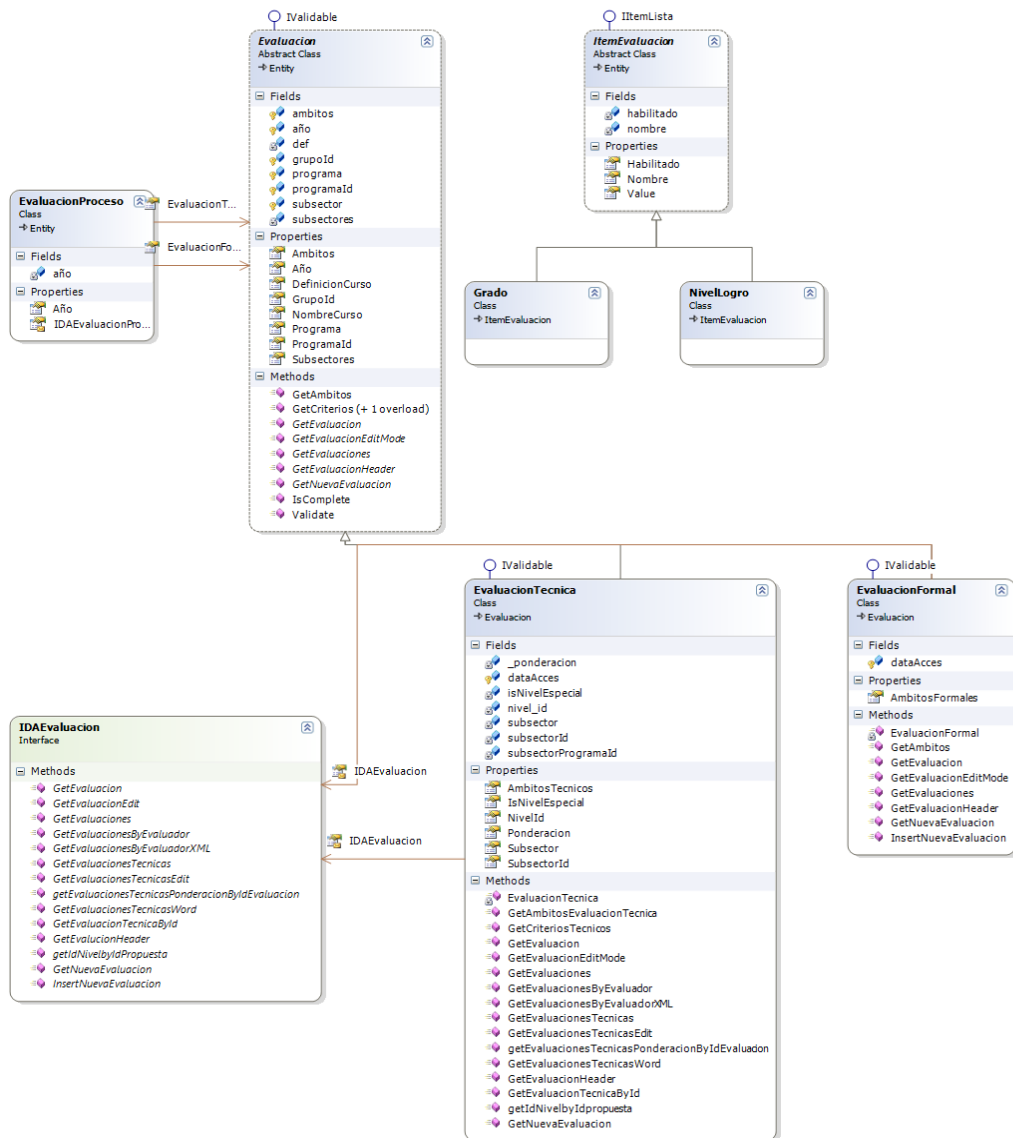 IValidable
Evaluacion
Abstract Class
Entity
Fields
ambitos
año
def
grupoId
programa
programaId
subsector
subsectores
Properties
Ambitos
Año
DefinicionCurso
GrupoId
NombreCurso
Programa
ProgramaId
Subsectores
Methods
GetAmbitos
GetCriterios (+ 1 overload)
GetEvaluacion
GetEvaluacionEditMode
GetEvaluaciones
GetEvaluacionHeader
GetNuevaEvaluacion
IsComplete
Validate
EvaluacionProceso
Class
Entity
Fields
año
Properties
Año
IDAEvaluacionPro...
EvaluacionT...
EvaluacionFo...
IItemLista
ItemEvaluacion
Abstract Class
Entity
Fields
habilitado
nombre
Properties
Habilitado
Nombre
Value
Grado
Class
ItemEvaluacion
NivelLogro
Class
ItemEvaluacion
IDAEvaluacion
Interface
Methods
GetEvaluacion
GetEvaluacionEdit
GetEvaluaciones
GetEvaluacionesByEvaluador
GetEvaluacionesByEvaluadorXML
GetEvaluacionesTecnicas
GetEvaluacionesTecnicasEdit
getEvaluacionesTecnicasPonderacionByIdEvaluacion
GetEvaluacionesTecnicasWord
GetEvaluacionTecnicaById
GetEvalucionHeader
getIdNivelbyIdPropuesta
GetNuevaEvaluacion
InsertNuevaEvaluacion
IDAEvaluacion
IDAEvaluacion
IValidable
EvaluacionTecnica
Class
Evaluacion
Fields
_ponderacion
dataAcces
isNivelEspecial
nivel_id
subsector
subsectorId
subsectorProgramaId
Properties
AmbitosTecnicos
IsNivelEspecial
NivelId
Ponderacion
Subsector
SubsectorId
Methods
EvaluacionTecnica
GetAmbitosEvaluacionTecnica
GetCriteriosTecnicos
GetEvaluacion
GetEvaluacionEditMode
GetEvaluaciones
GetEvaluacionesByEvaluador
GetEvaluacionesByEvaluadorXML
GetEvaluacionesTecnicas
GetEvaluacionesTecnicasEdit
getEvaluacionesTecnicasPonderacionByIdEvaluacion
GetEvaluacionesTecnicasWord
GetEvaluacionHeader
GetEvaluacionTecnicaById
getIdNivelbyIdpropuesta
GetNuevaEvaluacion
IValidable
EvaluacionFormal
Class
Evaluacion
Fields
dataAcces
Properties
AmbitosFormales
Methods
EvaluacionFormal
GetAmbitos
GetEvaluacion
GetEvaluacionEditMode
GetEvaluaciones
GetEvaluacionHeader
GetNuevaEvaluacion
InsertNuevaEvaluacion